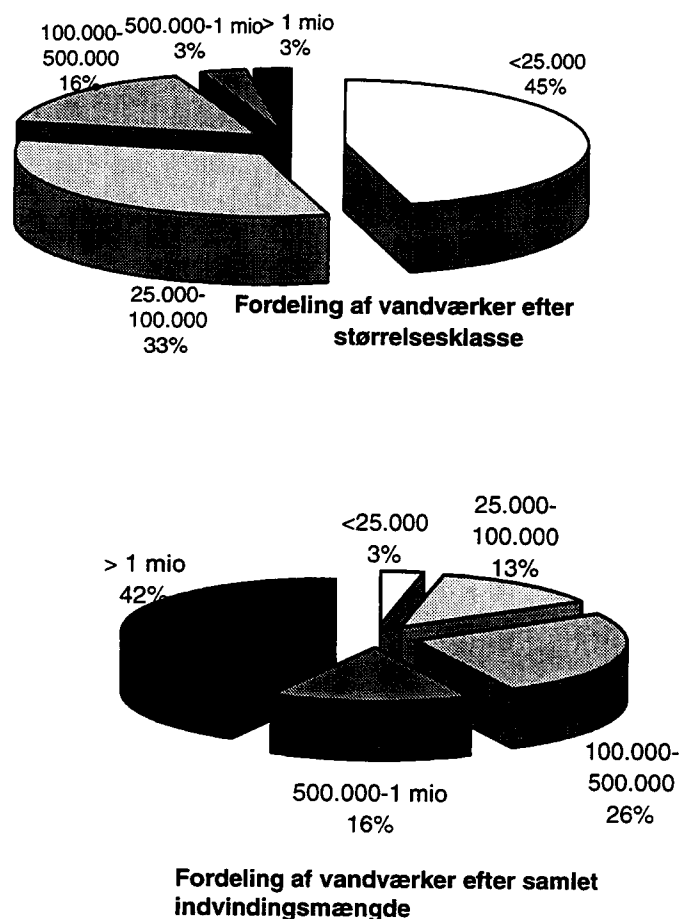 100.000-
500.000
16%
500.000-1 mio
3%
> 1 mio
3%
<25.000
45%
25.000-
100.000
33%
Fordeling af vandværker efter
størrelsesklasse
<25.000
3%
25.000-
100.000
13%
> 1 mio
42%
100.000-
500.000
26%
500.000-1 mio
16%
Fordeling af vandværker efter samlet
indvindingsmængde